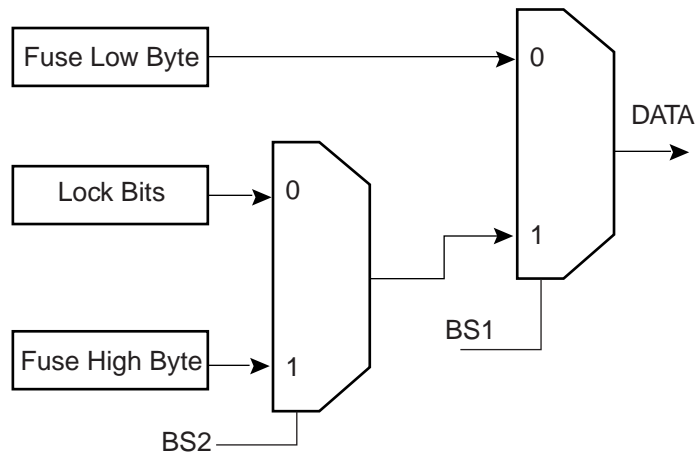 Fuse Low Byte
0
DATA
Lock Bits
0
1
BS1
Fuse High Byte
1
BS2